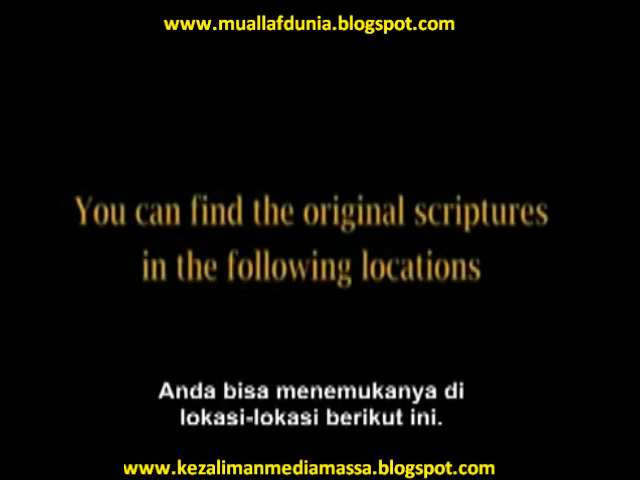 www.muallafdunia.blogspot.com
You can find the original scriptures
in the following locations
Anda bisa menemukanya di
lokasi-lokasi berikut ini.
www.kezalimanmediamassa.blogspot.com